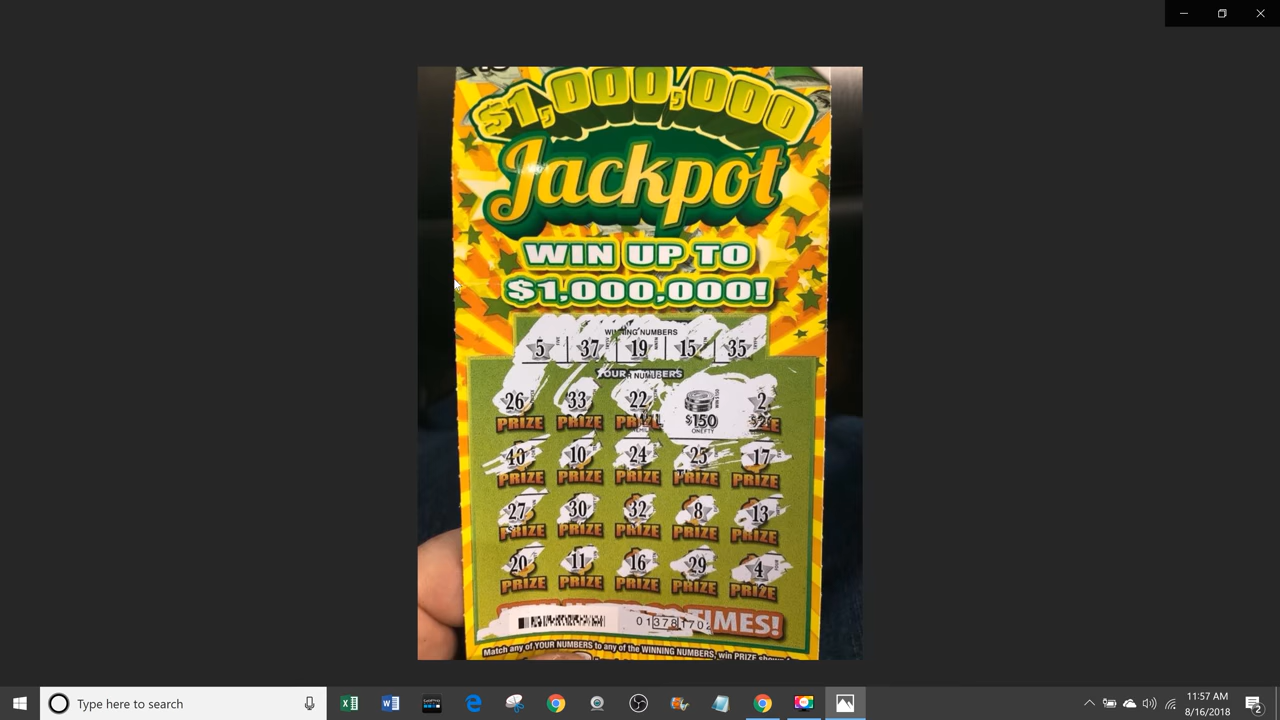 $1,000,000
Jackpot
WIN UP TO
$1,000,000!
WINNING NUMBERS
5 37 19 15 35
YOUR NUMBERS
26 33 22 2
PRIZE PRIZE $150
ONEFTY
40 10 24 25 17
PRIZE PRIZE PRIZE PRIZE PRIZE
27 30 32 8 13
PRIZE PRIZE PRIZE PRIZE PRIZE
20 11 16 29 4
PRIZE PRIZE PRIZE PRIZE PRIZE
TIMES!
Match any of YOUR NUMBERS to any of the WINNING NUMBERS, win PRIZE
Type here to search
11:57 AM
8/16/2018
2